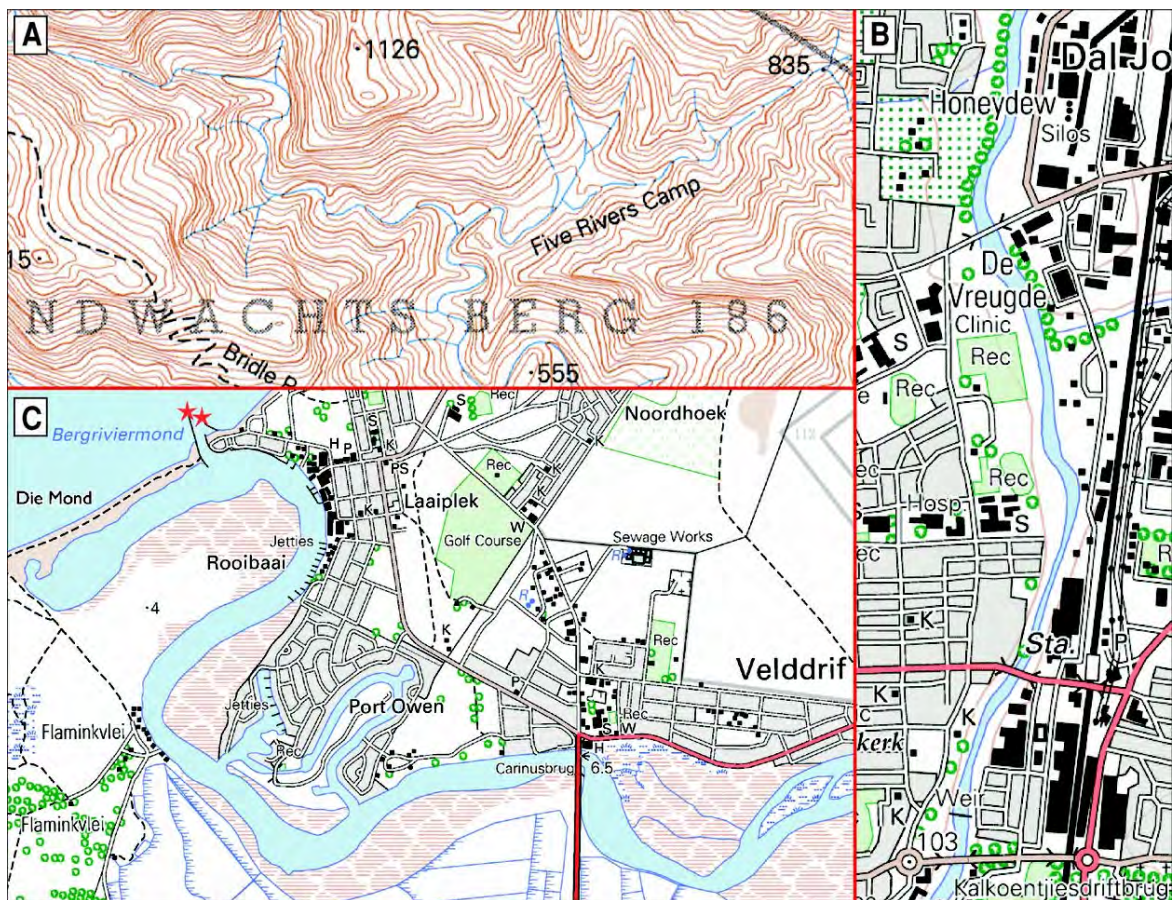 A
1126
835
Five Rivers Camp
15
NDWACHTS BERG 186
Bridle P
555
B
Dal Jo
Honeydew
Silos
De
Vreugde
Clinic
S
Rec
Rec
e
ec
Rec
Hosp
S
S
ec
R
K
Sta.
P
K
K
c
kerk
Weir
K
103
Kalkoentjiesdriftbrug
C
Bergriviermond
Die Mond
H
P
S
K
S
Rec
PS
K
Noordhoek
112
Rec
K
Laaiplek
K
W
Golf Course
Sewage Works
R
Jetties
Rooibaai
4
R
K
Rec
K
P
Velddrif
Port Owen
Jetties
Rec
Rec
S
W
H
Flaminkvlei
Carinusbrug
6.5
Flaminkvlei